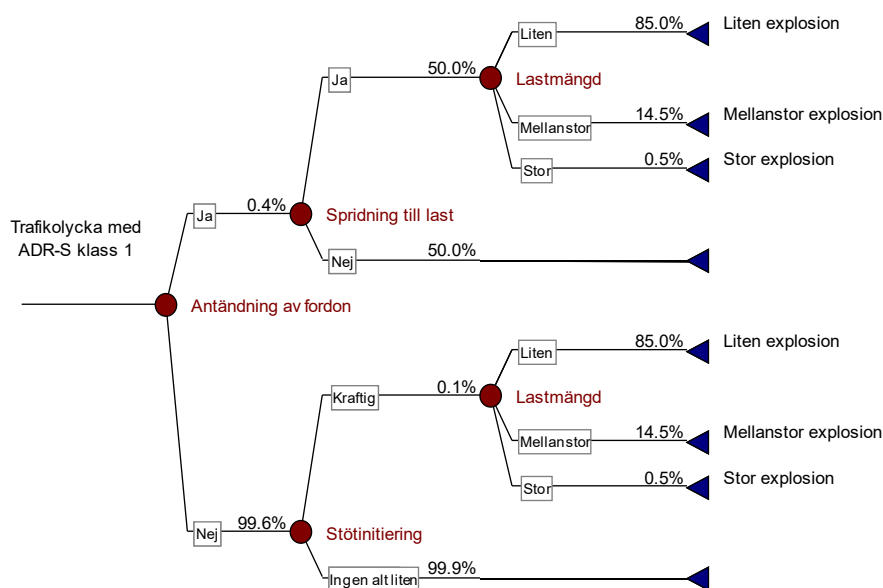 Liten
85.0%
Liten explosion
Ja
50.0%
Lastmängd
Mellanstor
14.5%
Mellanstor explosion
Stor
0.5%
Stor explosion
Trafikolycka med
ADR-S klass 1
Ja
0.4%
Spridning till last
Nej
50.0%
Antändning av fordon
Liten
85.0%
Liten explosion
Kraftig
0.1%
Lastmängd
Mellanstor
14.5%
Mellanstor explosion
Stor
0.5%
Stor explosion
Nej
99.6%
Stötinitiering
Ingen alt liten
99.9%